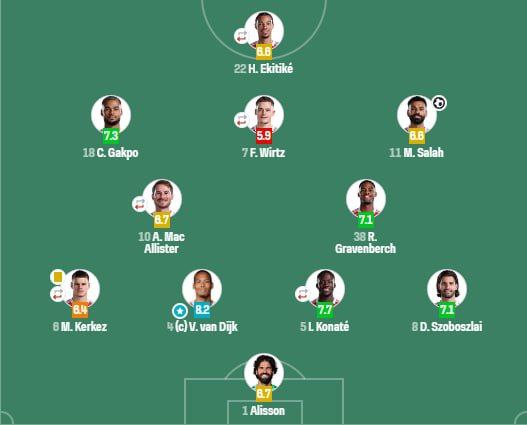 6.6
22 H. Ekitiké
7.3
5.9
6.6
18 C. Gakpo
7 F. Wirtz
11 M. Salah
6.7
7.1
10 A. Mac
Allister
38 R.
Gravenberch
6.4
8.2
7.7
7.1
6 M. Kerkez
4 (c) V. van Dijk
5 I. Konaté
8 D. Szoboszlai
6.7
1 Alisson